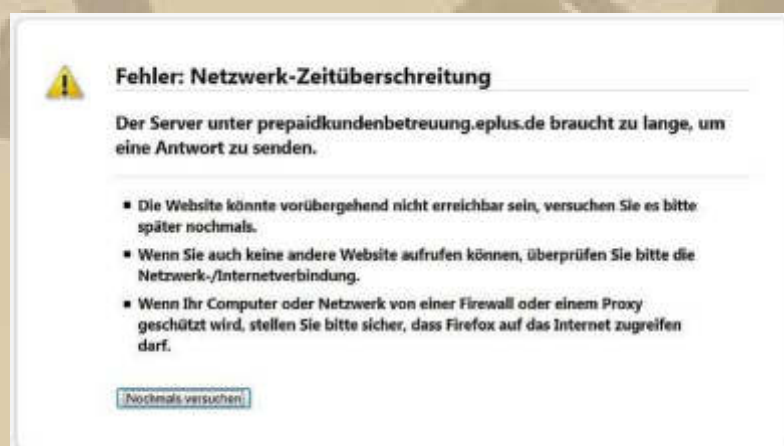 Fehler: Netzwerk-Zeitüberschreitung
Der Server unter prepaidkundenbetreuung.eplus.de braucht zu lange, um
eine Antwort zu senden.
▪ Die Website könnte vorübergehend nicht erreichbar sein, versuchen Sie es bitte
später nochmals.
▪ Wenn Sie auch keine andere Website aufrufen können, überprüfen Sie bitte die
Netzwerk-/Internetverbindung.
▪ Wenn Ihr Computer oder Netzwerk von einer Firewall oder einem Proxy
geschützt wird, stellen Sie bitte sicher, dass Firefox auf das Internet zugreifen
darf.
Nochmals versuchen